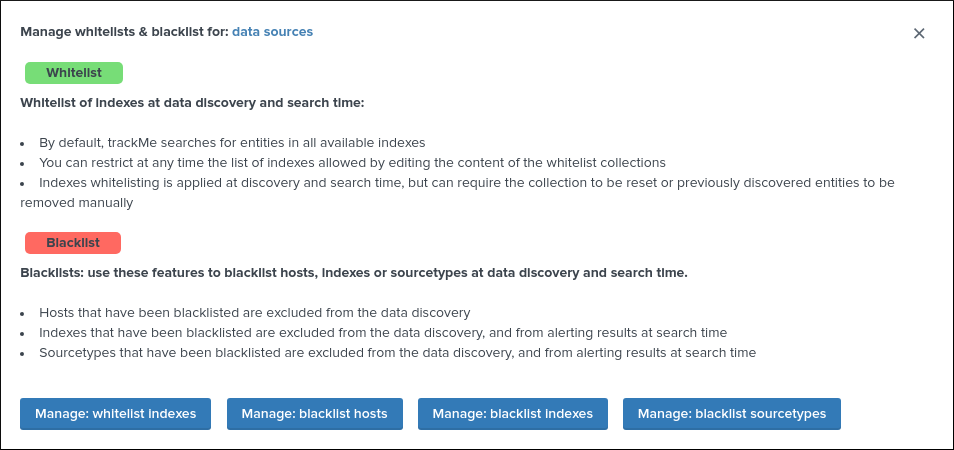 Manage whitelists & blacklist for: data sources
Whitelist
Whitelist of indexes at data discovery and search time:
• By default, trackMe searches for entities in all available indexes
• You can restrict at any time the list of indexes allowed by editing the content of the whitelist collections
• Indexes whitelisting is applied at discovery and search time, but can require the collection to be reset or previously discovered entities to be
removed manually
Blacklist
Blacklists: use these features to blacklist hosts, indexes or sourcetypes at data discovery and search time.
• Hosts that have been blacklisted are excluded from the data discovery
• Indexes that have been blacklisted are excluded from the data discovery, and from alerting results at search time
• Sourcetypes that have been blacklisted are excluded from the data discovery, and from alerting results at search time
Manage: whitelist indexes Manage: blacklist hosts Manage: blacklist indexes Manage: blacklist sourcetypes